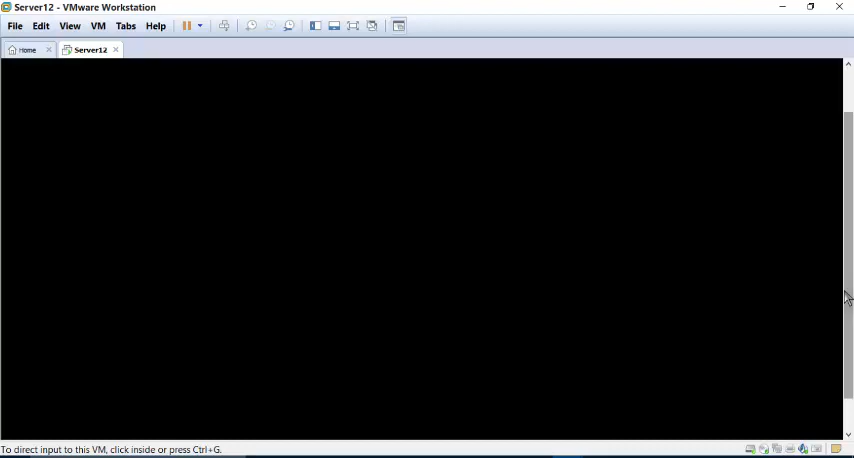 Server12 - VMware Workstation
File Edit View VM Tabs Help
Home Server12
To direct input to this VM, click inside or press Ctrl+G.